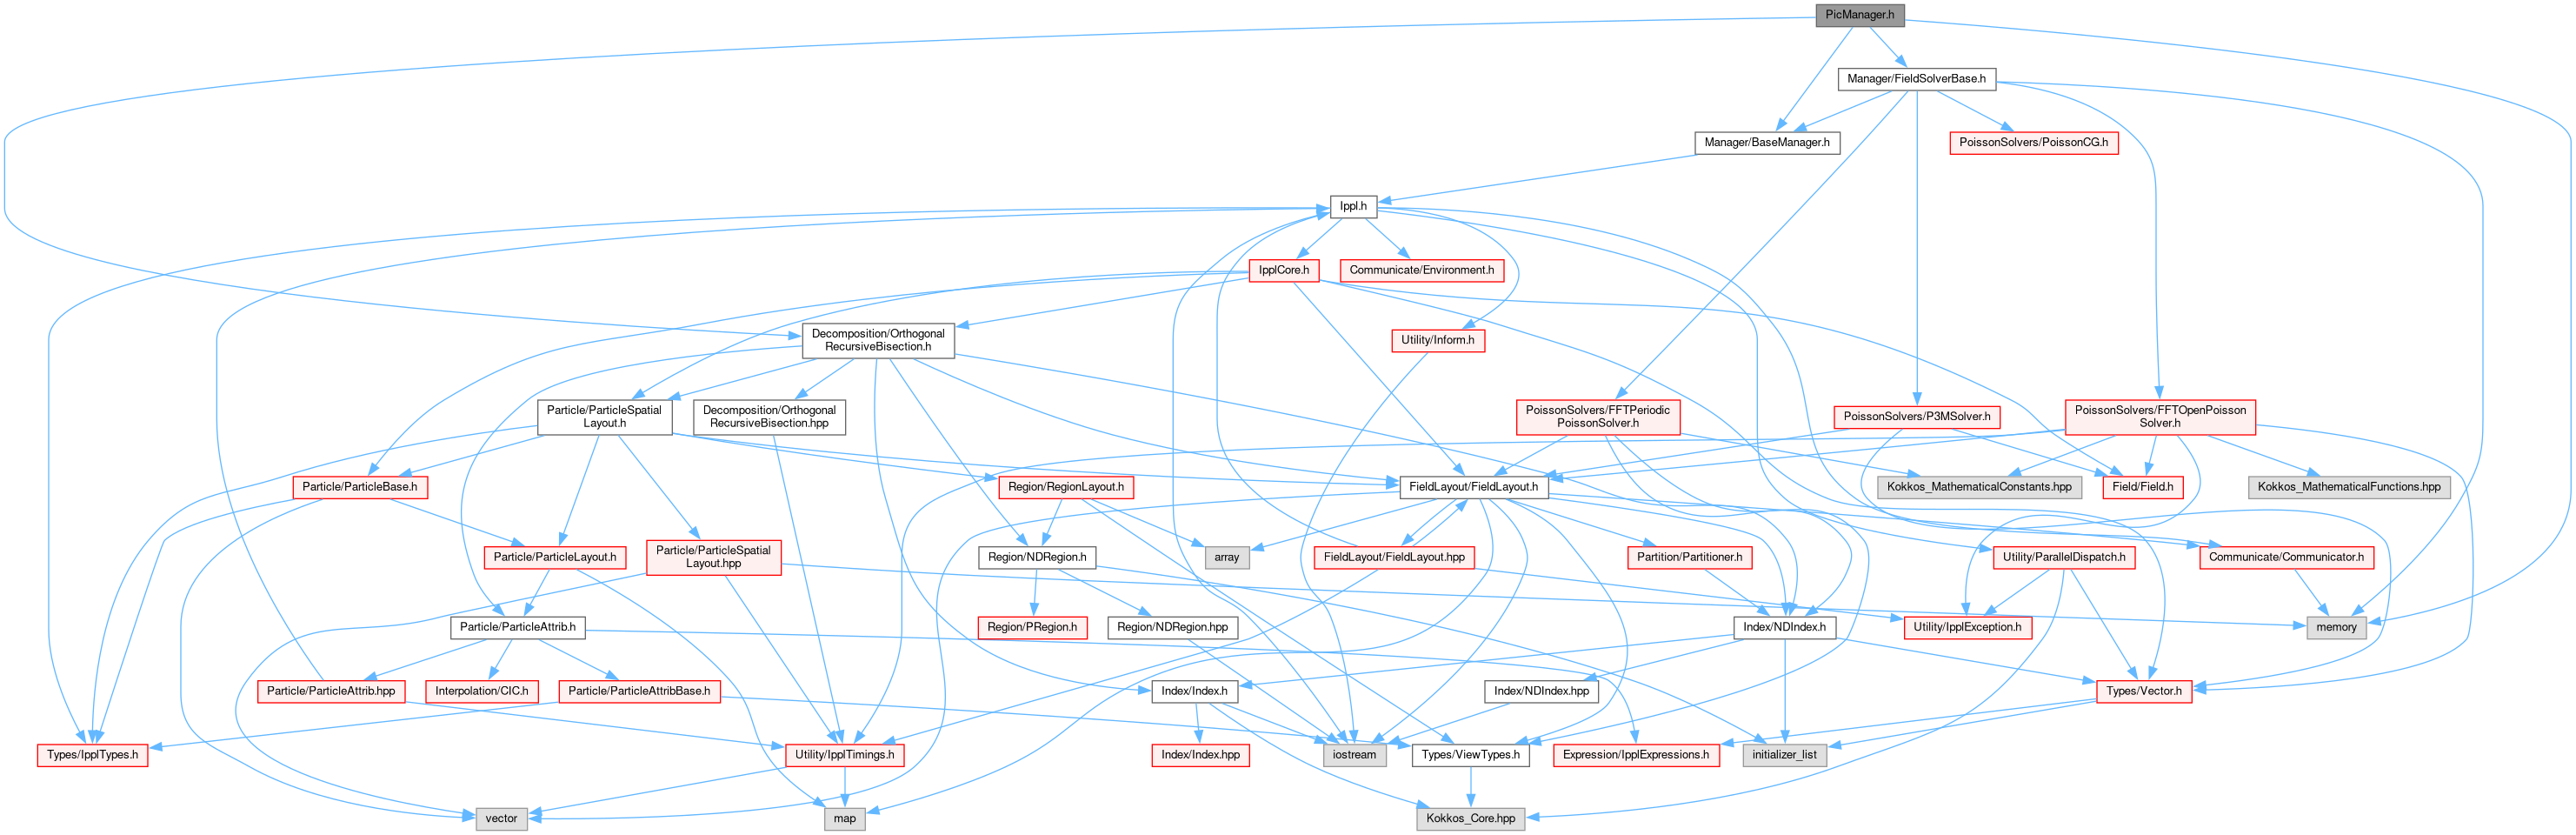 PicManager.h
Manager/FieldSolverBase.h
Manager/BaseManager.h
PoissonSolvers/PoissonCG.h
Ippl.h
IpplCore.h
Communicate/Environment.h
Decomposition/Orthogonal
RecursiveBisection.h
Utility/Inform.h
Particle/ParticleSpatial
Layout.h
Decomposition/Orthogonal
RecursiveBisection.hpp
PoissonSolvers/FFTPeriodic
PoissonSolver.h
PoissonSolvers/P3MSolver.h
PoissonSolvers/FFTOpenPoisson
Solver.h
Particle/ParticleBase.h
Region/RegionLayout.h
FieldLayout/FieldLayout.h
Kokkos_MathematicalConstants.hpp
Field/Field.h
Kokkos_MathematicalFunctions.hpp
Particle/ParticleLayout.h
Particle/ParticleSpatial
Layout.hpp
Region/NDRegion.h
array
FieldLayout/FieldLayout.hpp
Partition/Partitioner.h
Utility/ParallelDispatch.h
Communicate/Communicator.h
Particle/ParticleAttrib.h
Region/PRegion.h
Region/NDRegion.hpp
Index/NDIndex.h
Utility/IpplException.h
memory
Particle/ParticleAttrib.hpp
Interpolation/CIC.h
Particle/ParticleAttribBase.h
Index/Index.h
Index/NDIndex.hpp
Types/Vector.h
Types/IpplTypes.h
Utility/IpplTimings.h
Index/Index.hpp
iostream
Types/ViewTypes.h
Expression/IpplExpressions.h
initializer_list
vector
map
Kokkos_Core.hpp